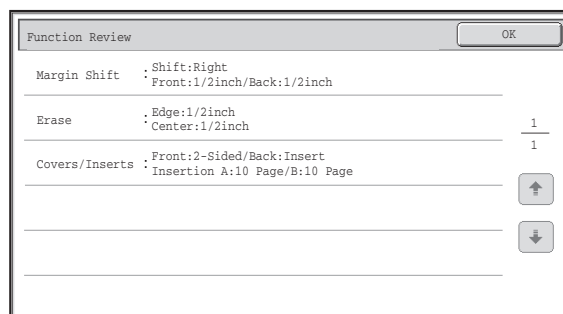 Function Review
OK
Margin Shift : Shift:Right
Front:1/2inch/Back:1/2inch
Erase : Edge:1/2inch
Center:1/2inch
Covers/Inserts : Front:2-Sided/Back:Insert
Insertion A:10 Page/B:10 Page
1
1